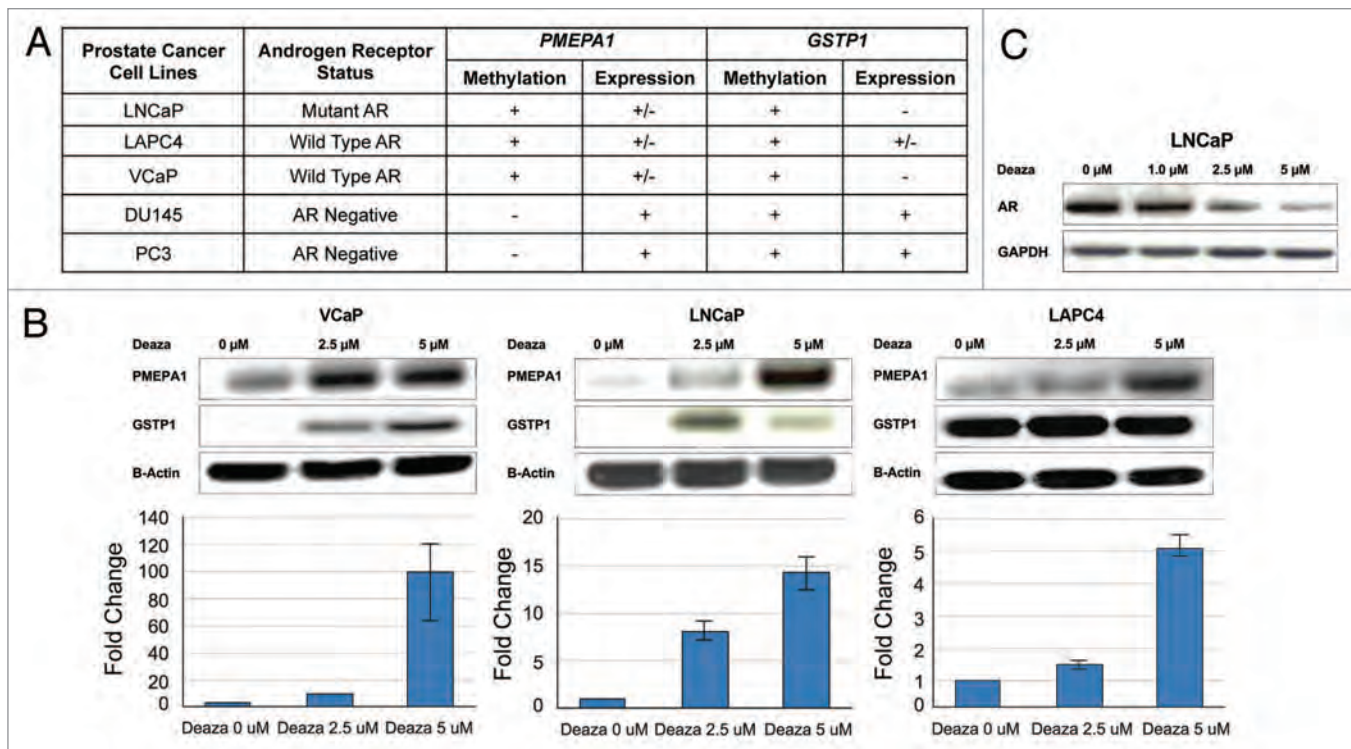 A
Prostate Cancer Cell Lines Androgen Receptor Status PMEPA1 GSTP1
Methylation Expression Methylation Expression
LNCaP Mutant AR + +/- + -
LAPC4 Wild Type AR + +/- + +/-
VCaP Wild Type AR + +/- + -
DU145 AR Negative - + + +
PC3 AR Negative - + + +
C
LNCaP
Deaza 0 µM 1.0 µM 2.5 µM 5 µM
AR
GAPDH
B
VCaP
Deaza 0 µM 2.5 µM 5 µM
PMEPA1
GSTP1
B-Actin
Fold Change
140
120
100
80
60
40
20
0
Deaza 0 uM Deaza 2.5 uM Deaza 5 uM
LNCaP
Deaza 0 µM 2.5 µM 5 µM
PMEPA1
GSTP1
B-Actin
Fold Change
20
15
10
5
0
Deaza 0 uM Deaza 2.5 uM Deaza 5 uM
LAPC4
Deaza 0 µM 2.5 µM 5 µM
PMEPA1
GSTP1
B-Actin
Fold Change
6
5
4
3
2
1
0
Deaza 0 uM Deaza 2.5 uM Deaza 5 uM